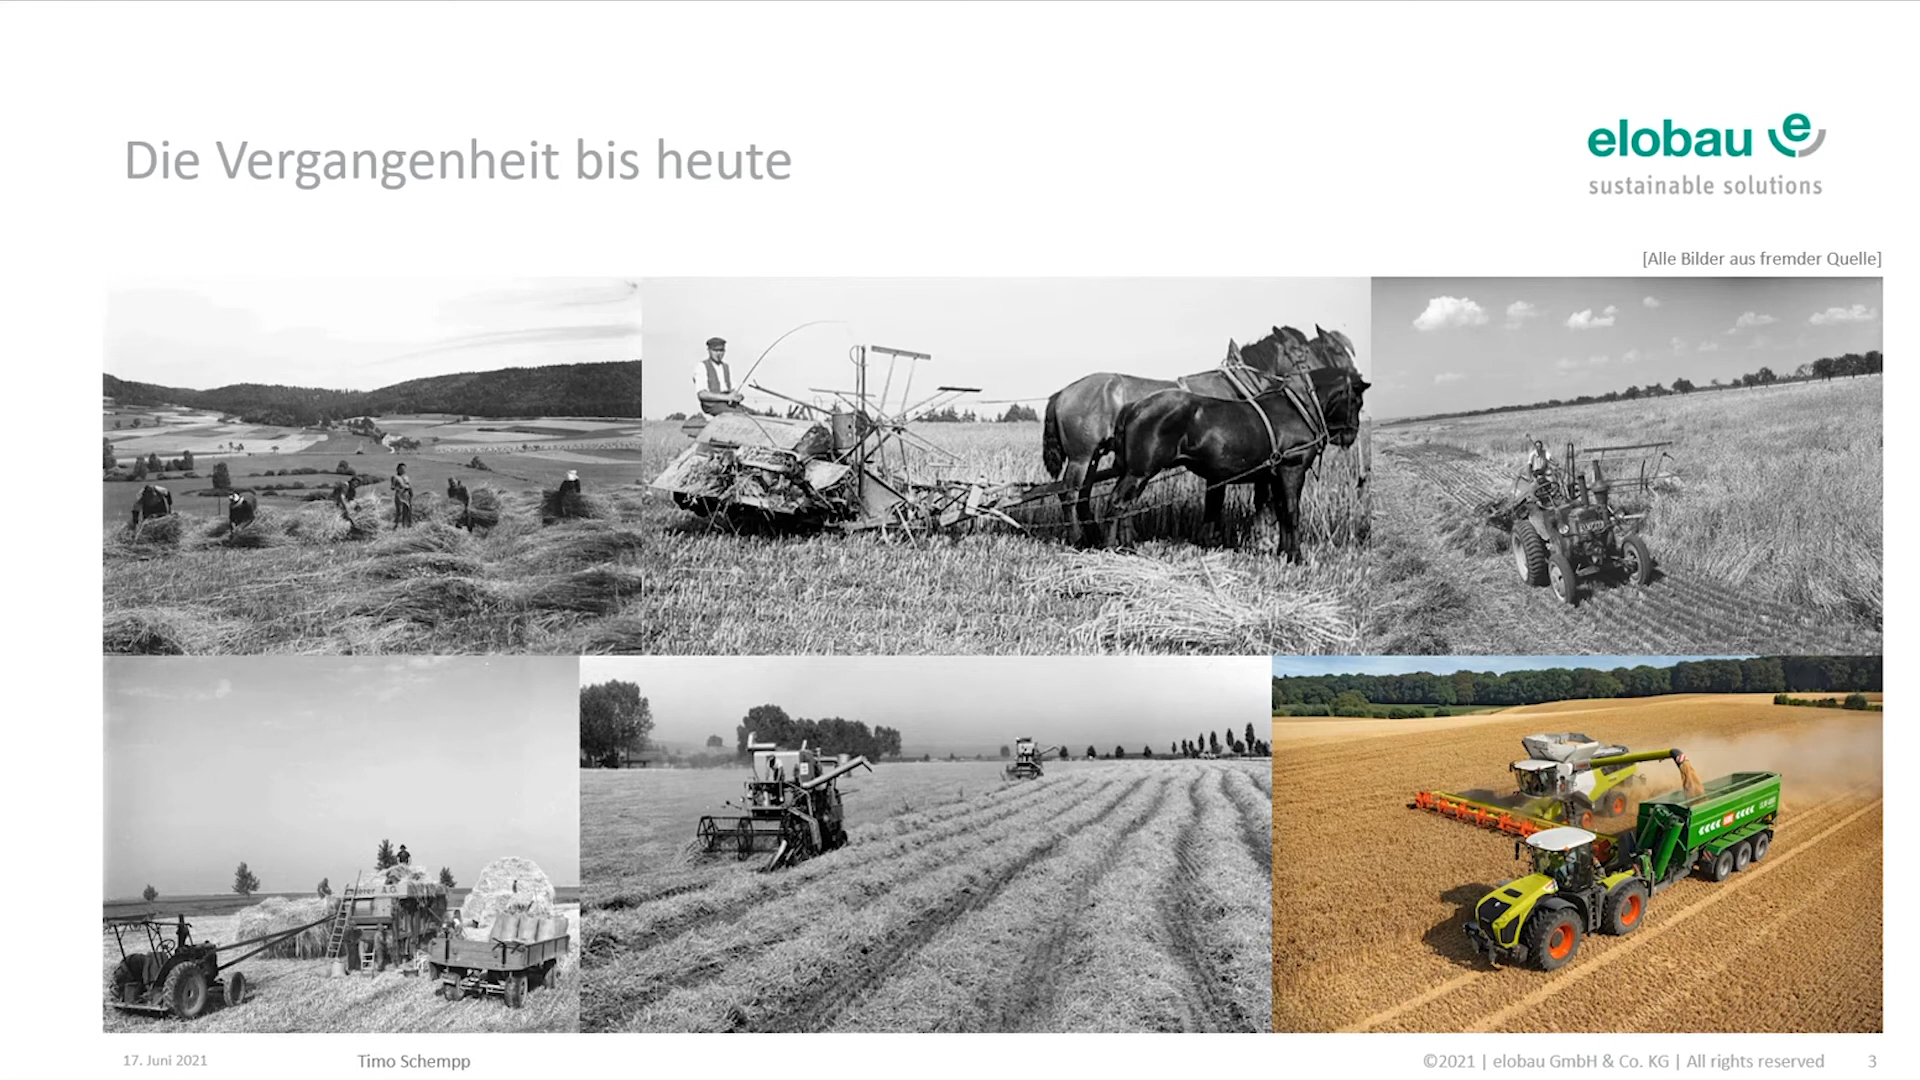 Die Vergangenheit bis heute
elobau e
sustainable solutions
[Alle Bilder aus fremder Quelle]
17. Juni 2021
Timo Schempp
©2021 | elobau GmbH & Co. KG | All rights reserved
3